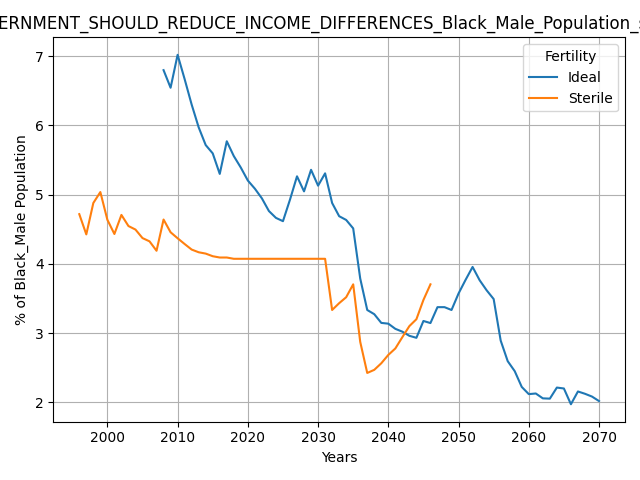 ERNMENT_SHOULD_REDUCE_INCOME_DIFFERENCES_Black_Male_Population_
Fertility
Ideal
Sterile
% of Black_Male Population
7
6
5
4
3
2
2000 2010 2020 2030 2040 2050 2060 2070
Years